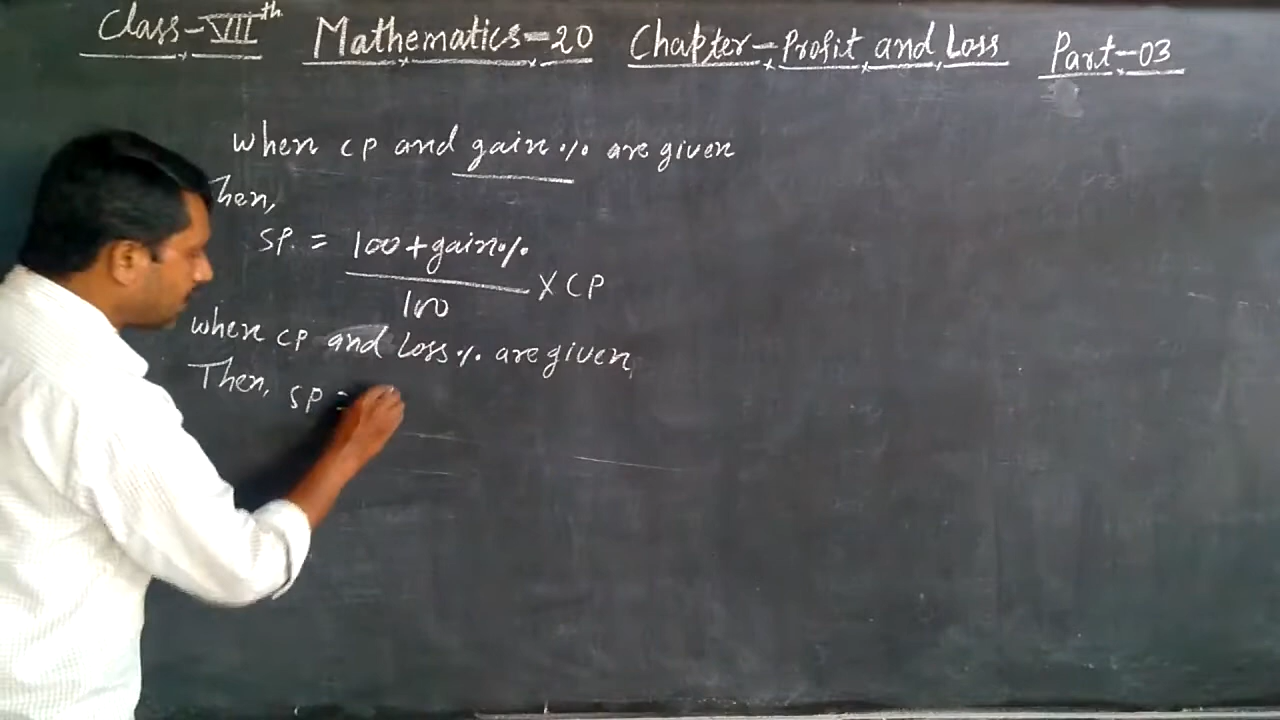 Class-VIIIth Mathematics-20 Chapter-Profit and Loss Part-03
when CP and gain% are given
Then,
SP. = 100+gain%
100
× CP
when CP and Loss% are given,
Then, SP =